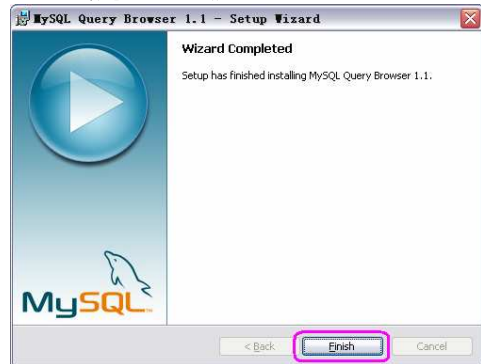 MySQL Query Browser 1.1 - Setup Wizard
Wizard Completed
Setup has finished installing MySQL Query Browser 1.1.
MySQL
< Back
Finish
Cancel